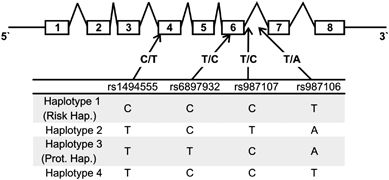 5` 1 2 3 4 5 6 7 8 3`
C/T T/C T/C T/A
rs1494555 rs6897932 rs987107 rs987106
Haplotype 1
(Risk Hap.) C C C T
Haplotype 2 T C T A
Haplotype 3
(Prot. Hap.) T T C A
Haplotype 4 T C C T